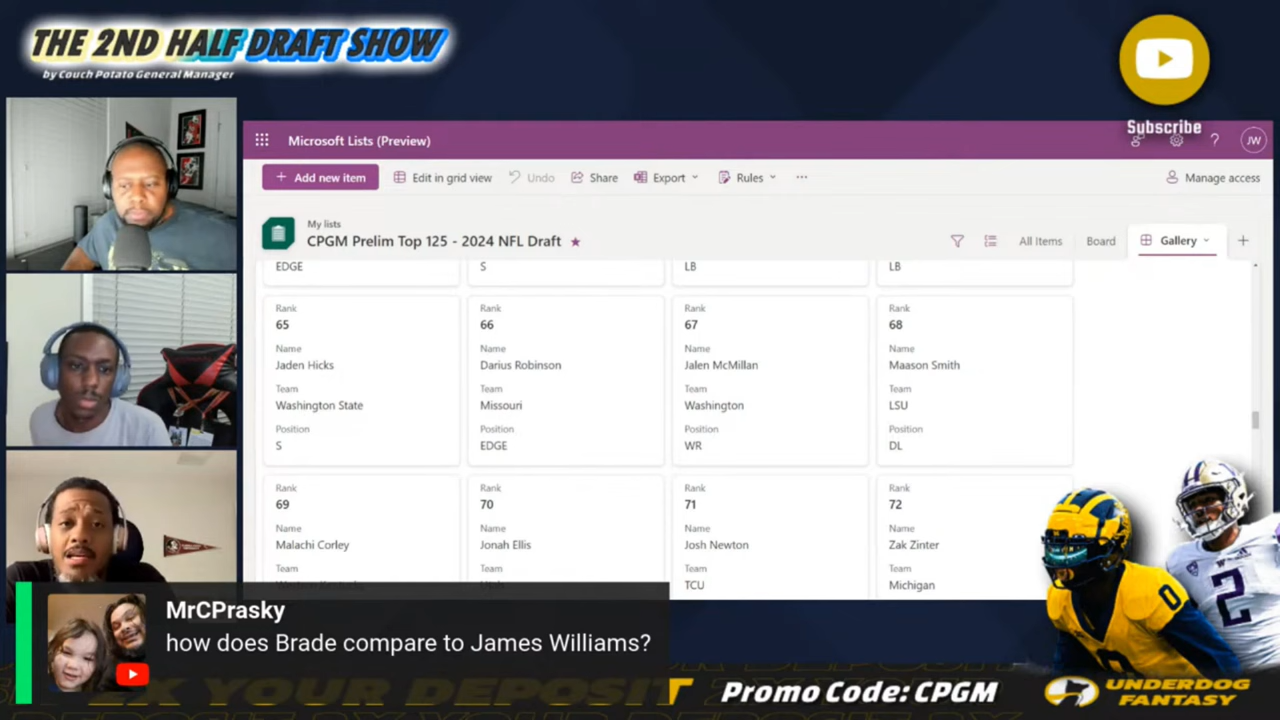 THE 2ND HALF DRAFT SHOW
by Couch Potato General Manager
Subscribe
Microsoft Lists (Preview)
?
JW
+ Add new item
Edit in grid view
Undo
Share
Export
Rules
...
Manage access
My lists
CPGM Prelim Top 125 - 2024 NFL Draft ★
All Items
Board
Gallery
+
EDGE
S
LB
LB
Rank
65
Name
Jaden Hicks
Team
Washington State
Position
S
Rank
66
Name
Darius Robinson
Team
Missouri
Position
EDGE
Rank
67
Name
Jalen McMillan
Team
Washington
Position
WR
Rank
68
Name
Maason Smith
Team
LSU
Position
DL
Rank
69
Name
Malachi Corley
Team
Rank
70
Name
Jonah Ellis
Team
Rank
71
Name
Josh Newton
Team
TCU
Rank
72
Name
Zak Zinter
Team
Michigan
0
2
MrCPrasky
how does Brade compare to James Williams?
YOUR DEPOSIT
Promo Code: CPGM
UNDERDOG
FANTASY